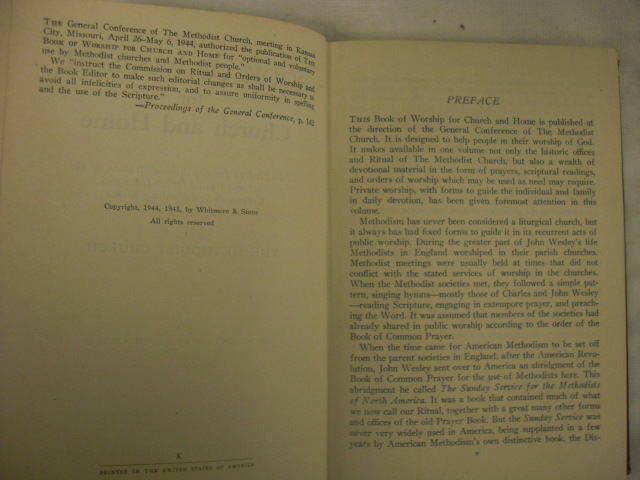 THE General Conference of The Methodist Church, meeting in Kansas
City, Missouri, April 26–May 6, 1944, authorized the publication of THE
BOOK OF WORSHIP FOR CHURCH AND HOME for "optional and voluntary
use by Methodist churches and Methodist people."
We "instruct the Commission on Ritual and Orders of Worship and
the Book Editor to make such editorial changes as shall be necessary to
avoid all infelicities of expression, and to assure uniformity in spelling
and the use of the Scripture."
—Proceedings of the General Conference, p. 142
Copyright, 1944, 1945, by Whitmore & Stone
All rights reserved
K
PRINTED IN THE UNITED STATES OF AMERICA
PREFACE
THIS Book of Worship for Church and Home is published at
the direction of the General Conference of The Methodist
Church. It is designed to help people in their worship of God.
It makes available in one volume not only the historic offices
and Ritual of The Methodist Church, but also a wealth of
devotional material in the form of prayers, scriptural readings,
and orders of worship which may be used as need may require.
Private worship, with forms to guide the individual and family
in daily devotion, has been given foremost attention in this
volume.
Methodism has never been considered a liturgical church, but
it always has had fixed forms to guide it in its recurrent acts of
public worship. During the greater part of John Wesley's life
Methodists in England worshiped in their parish churches.
Methodist meetings were usually held at times that did not
conflict with the stated services of worship in the churches.
When the Methodist societies met, they followed a simple pat-
tern, singing hymns—mostly those of Charles and John Wesley
—reading Scripture, engaging in extempore prayer, and preach-
ing the Word. It was assumed that members of the societies had
already shared in public worship according to the order of the
Book of Common Prayer.
When the time came for American Methodism to be set off
from the parent societies in England, after the American Revo-
lution, John Wesley sent over to America an abridgment of the
Book of Common Prayer for the use of Methodists here. This
abridgment he called The Sunday Service for the Methodists
of North America. It was a book that contained much of what
we now call our Ritual, together with a great many other forms
and offices of the old Prayer Book. But the Sunday Service was
never very widely used in America, being supplanted in a few
years by American Methodism's own distinctive book, the Dis-
v